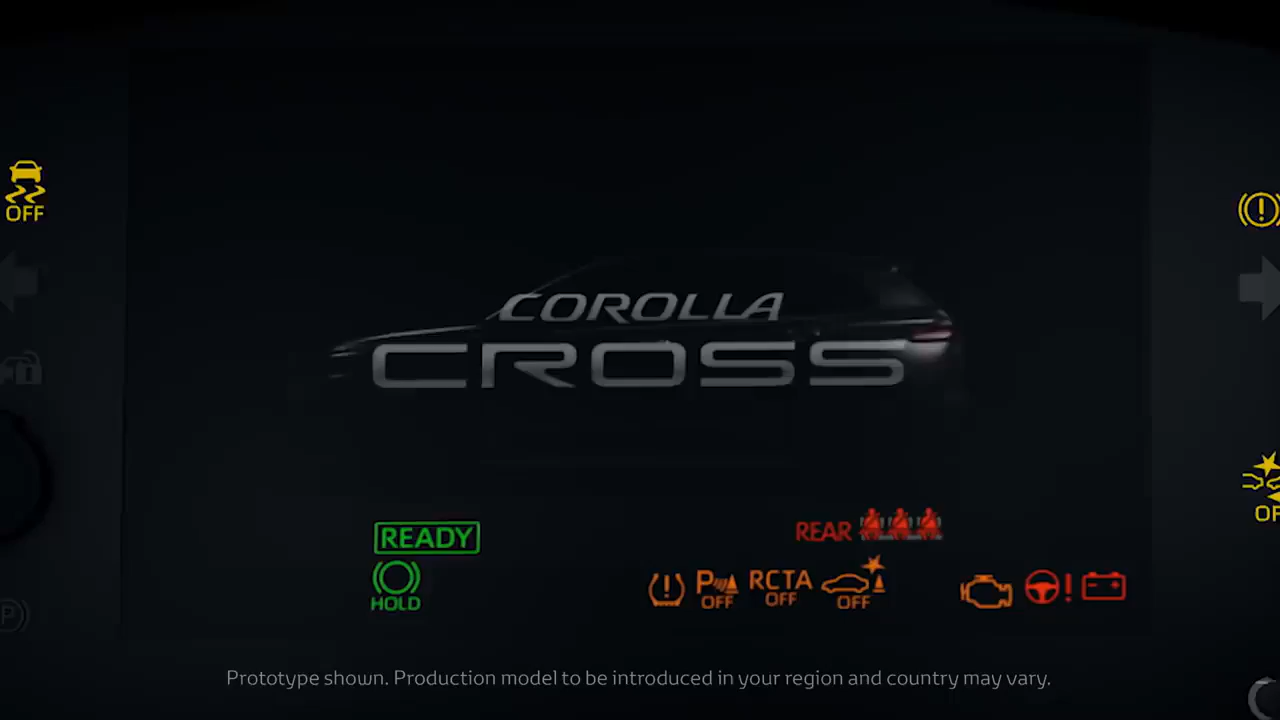 OFF
COROLLA
CROSS
READY
HOLD
REAR
P OFF
RCTA OFF
OFF
P
Prototype shown. Production model to be introduced in your region and country may vary.